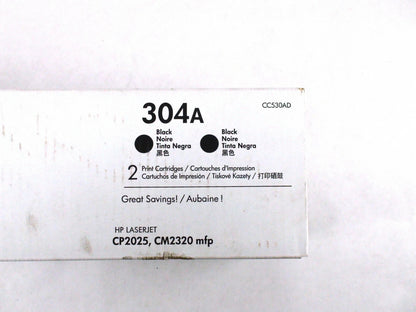 304A
CC530AD
Black
Noire
Tinta Negra
黑色
Black
Noire
Tinta Negra
黑色
2 Print Cartridges / Cartouches d'Impression
Cartuchos de Impresión / Tiskové Kazety / 打印硒鼓
Great Savings! / Aubaine !
HP LASERJET
CP2025, CM2320 mfp